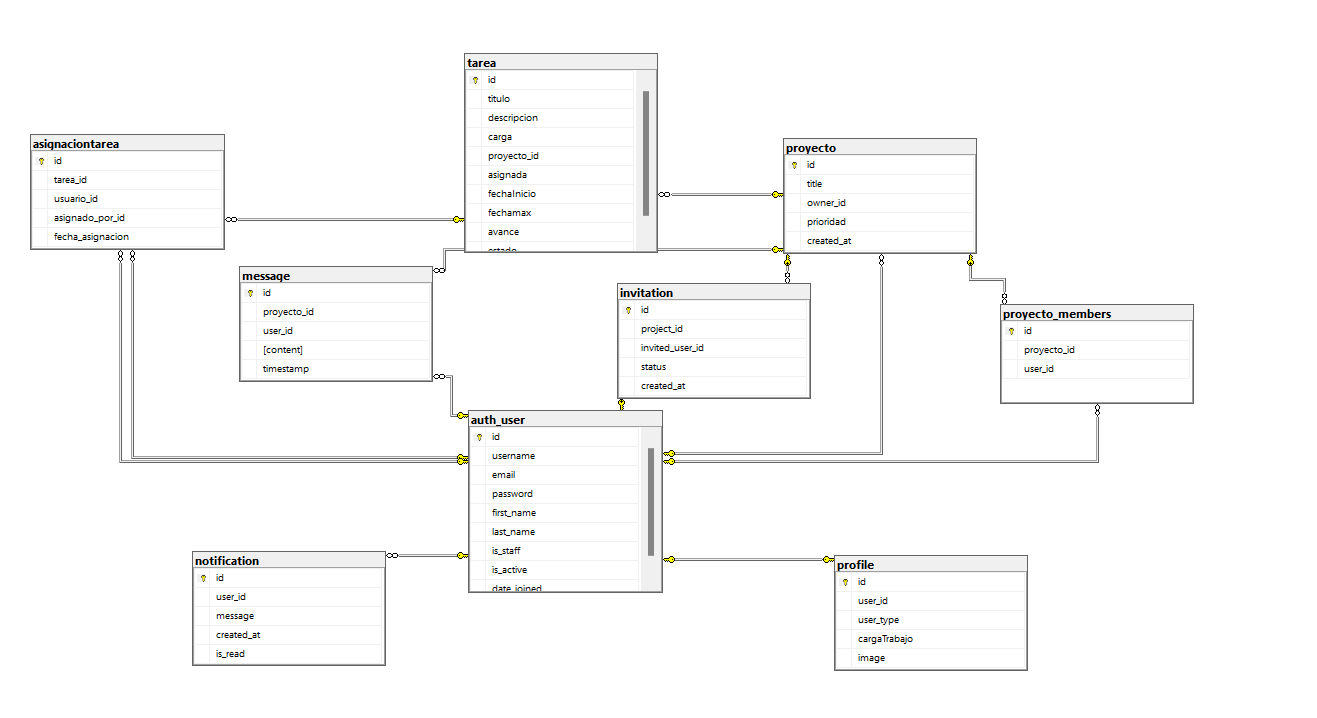 tarea
id
titulo
descripcion
carga
proyecto_id
asignada
fechaInicio
fechamax
avance
estado
asignaciontarea
id
tarea_id
usuario_id
asignado_por_id
fecha_asignacion
proyecto
id
title
owner_id
prioridad
created_at
message
id
proyecto_id
user_id
[content]
timestamp
invitation
id
project_id
invited_user_id
status
created_at
proyecto_members
id
proyecto_id
user_id
auth_user
id
username
email
password
first_name
last_name
is_staff
is_active
date_joined
notification
id
user_id
message
created_at
is_read
profile
id
user_id
user_type
cargaTrabajo
image